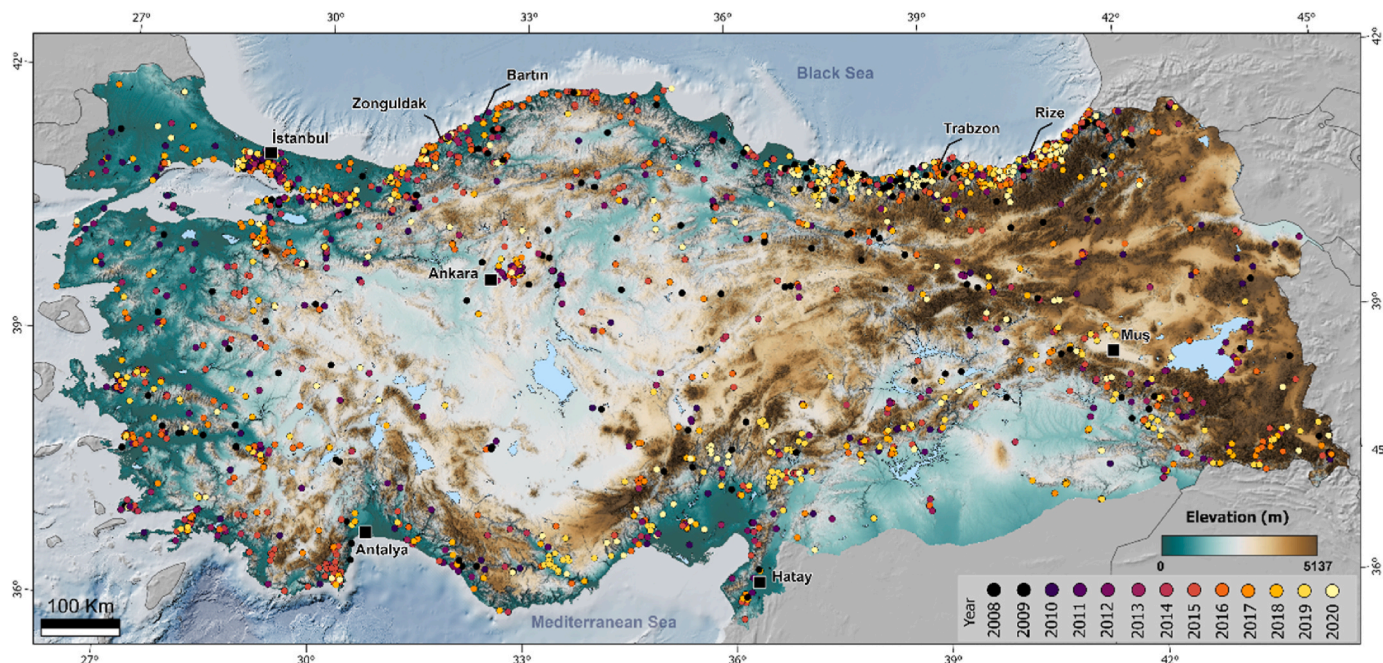 27° 30° 33° 36° 39° 42° 45°
42° 42°
Black Sea
Bartın
Zonguldak
Trabzon
Rize
İstanbul
Ankara
39° 39°
Muş
45
Elevation (m)
Antalya
0 5137
36° 36°
Hatay
100 Km
Mediterranean Sea
Year 2008 2009 2010 2011 2012 2013 2014 2015 2016 2017 2018 2019 2020
27° 30° 33° 36° 39° 42°